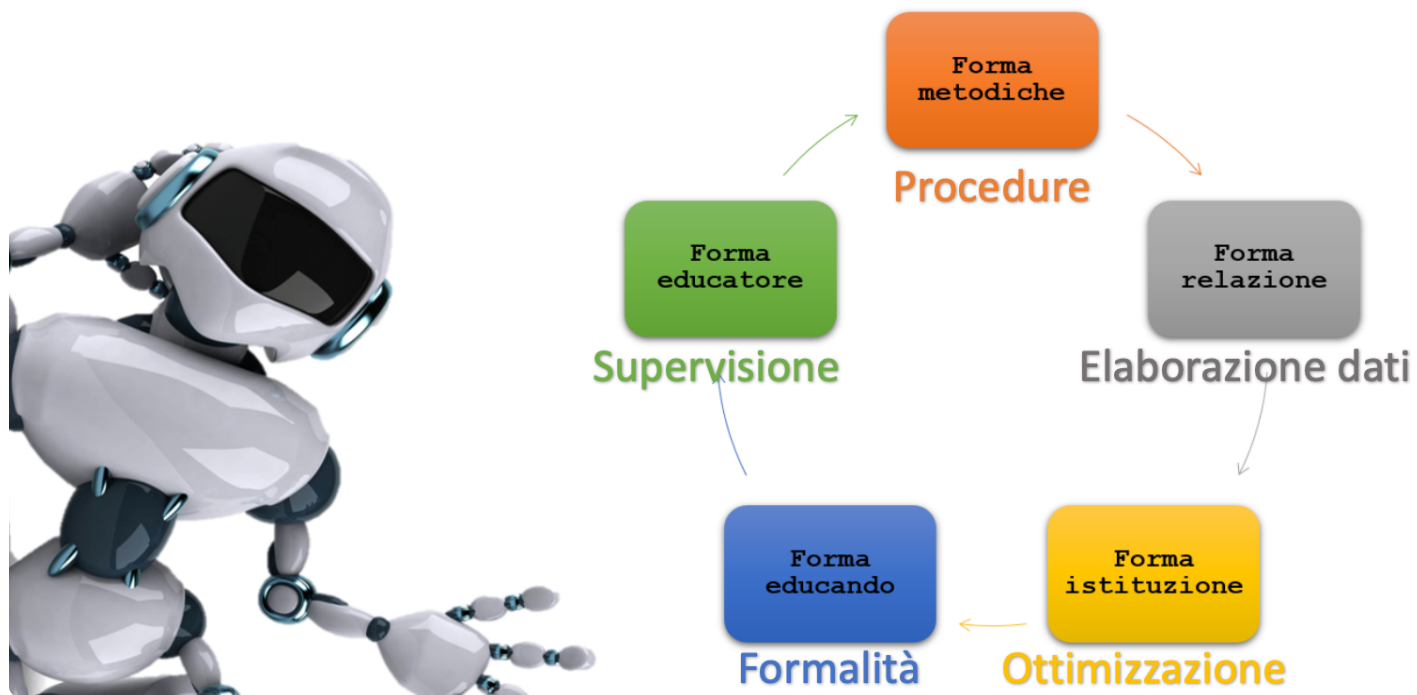 Forma
metodiche
Procedure
Forma
educatore
Supervisione
Forma
relazione
Elaborazione dati
Forma
educando
Formalità
Forma
istituzione
Ottimizzazione